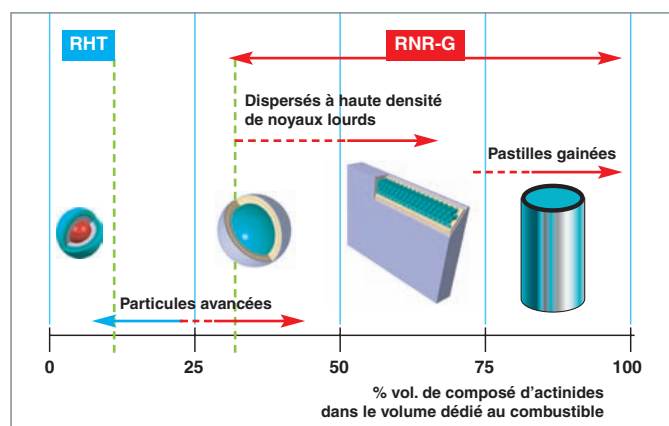 RHT
RNR-G
Dispersés à haute densité
de noyaux lourds
Pastilles gainées
Particules avancées
0
25
50
75
100
% vol. de composé d'actinides
dans le volume dédié au combustible